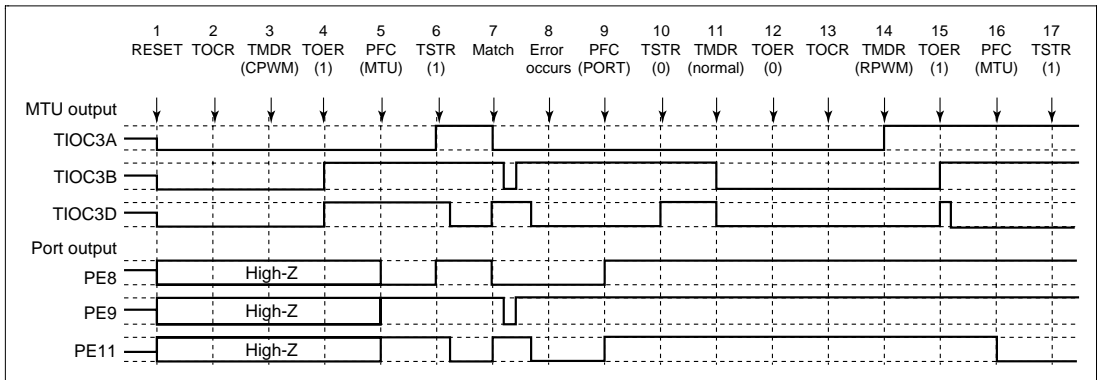 1 2 3 4 5 6 7 8 9 10 11 12 13 14 15 16 17
RESET TOCR TMDR TOER PFC TSTR Match Error PFC TSTR TMDR TOER TOCR TMDR TOER PFC TSTR
(CPWM) (1) (MTU) (1) occurs (PORT) (0) (normal) (0) (RPWM) (1) (MTU) (1)
MTU output
TIOC3A
TIOC3B
TIOC3D
Port output
PE8 High-Z
PE9 High-Z
PE11 High-Z